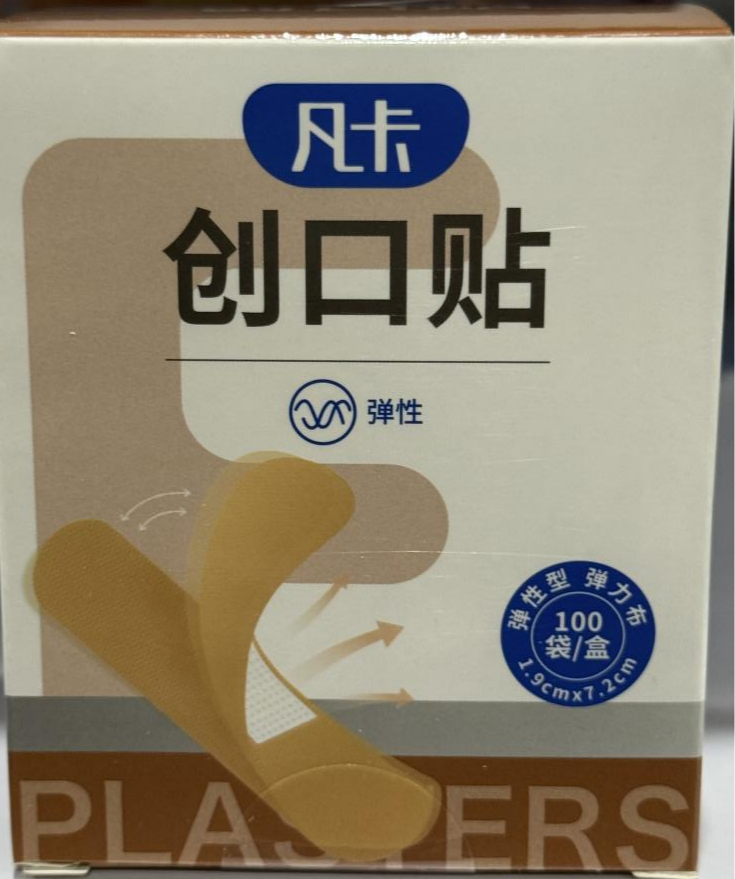 凡卡
创口贴
弹性
弹性型 弹力布
100
袋/盒
1.9cmx7.2cm
PLASTERS